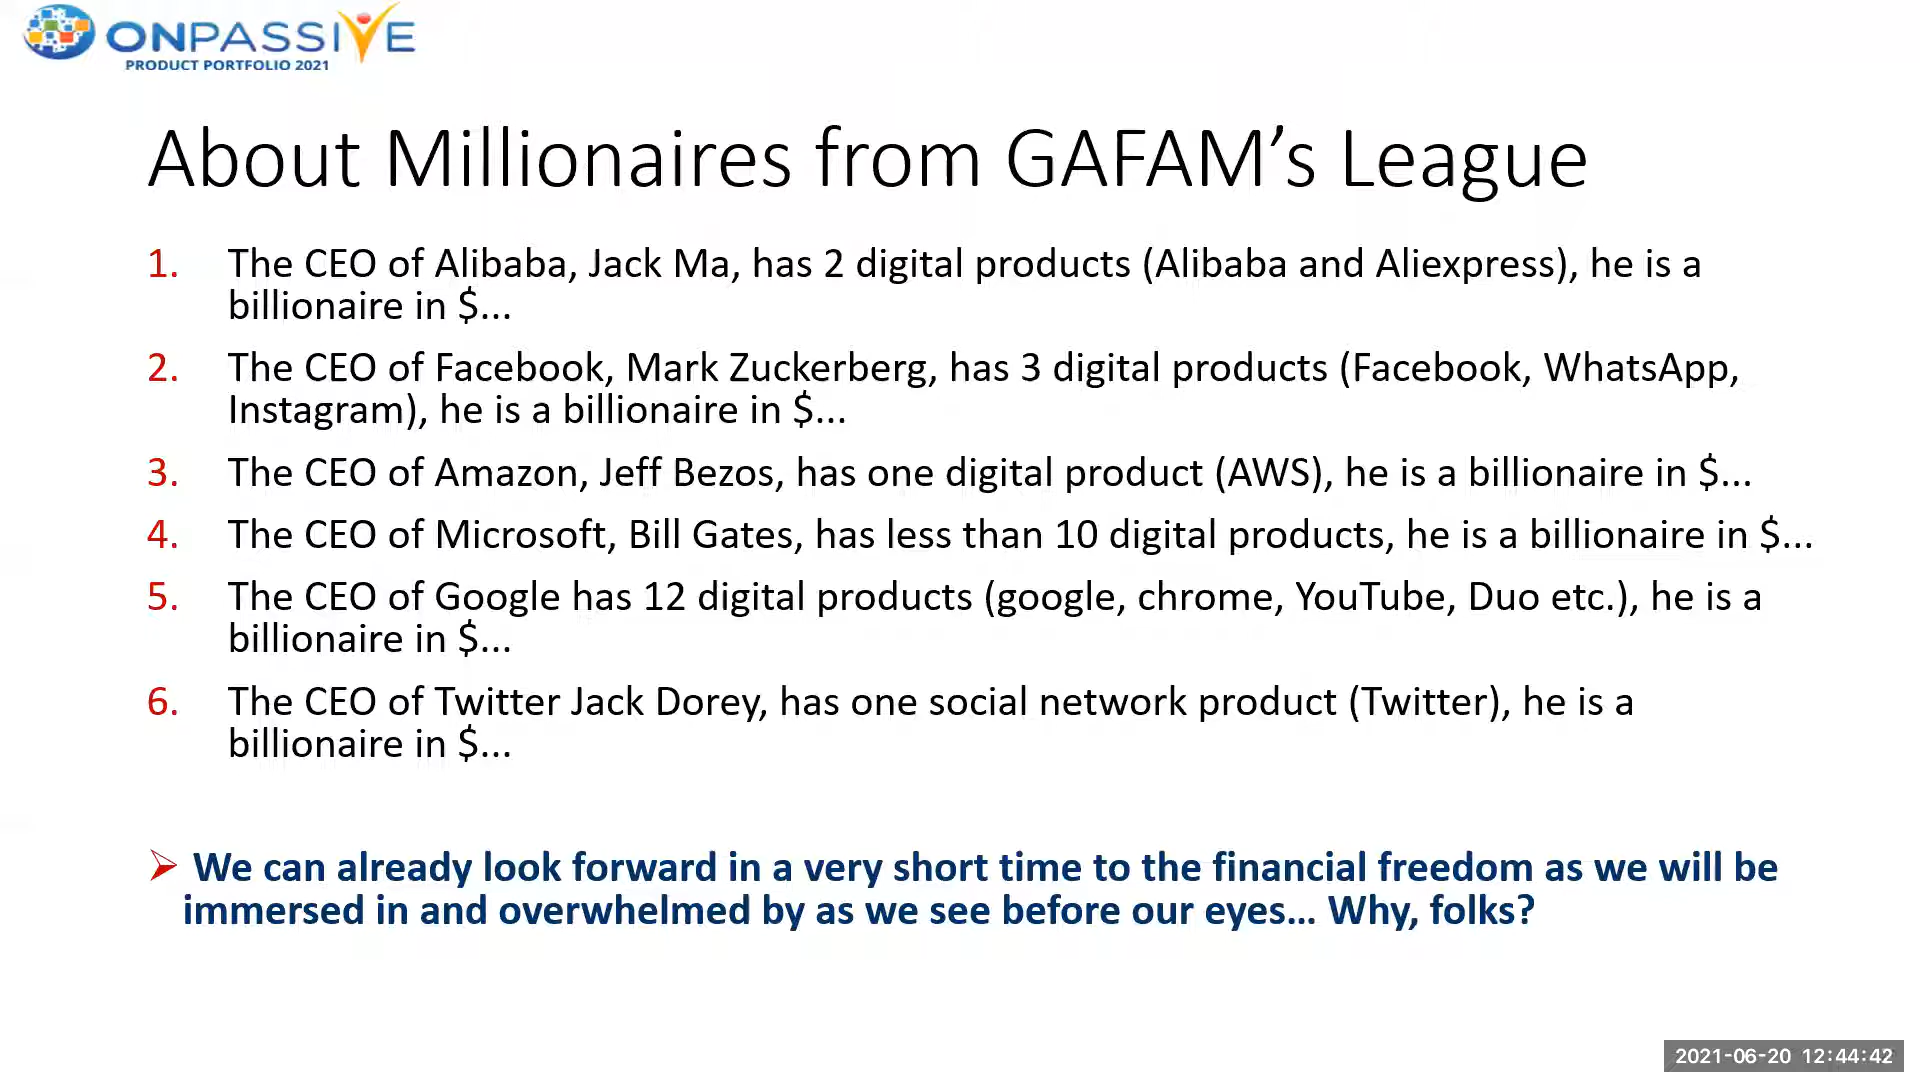 ONPASSIVE
PRODUCT PORTFOLIO 2021
About Millionaires from GAFAM’s League
1. The CEO of Alibaba, Jack Ma, has 2 digital products (Alibaba and Aliexpress), he is a
billionaire in $...
2. The CEO of Facebook, Mark Zuckerberg, has 3 digital products (Facebook, WhatsApp,
Instagram), he is a billionaire in $...
3. The CEO of Amazon, Jeff Bezos, has one digital product (AWS), he is a billionaire in $...
4. The CEO of Microsoft, Bill Gates, has less than 10 digital products, he is a billionaire in $...
5. The CEO of Google has 12 digital products (google, chrome, YouTube, Duo etc.), he is a
billionaire in $...
6. The CEO of Twitter Jack Dorey, has one social network product (Twitter), he is a
billionaire in $...
➢ We can already look forward in a very short time to the financial freedom as we will be
immersed in and overwhelmed by as we see before our eyes... Why, folks?
2021-06-20 12:44:42